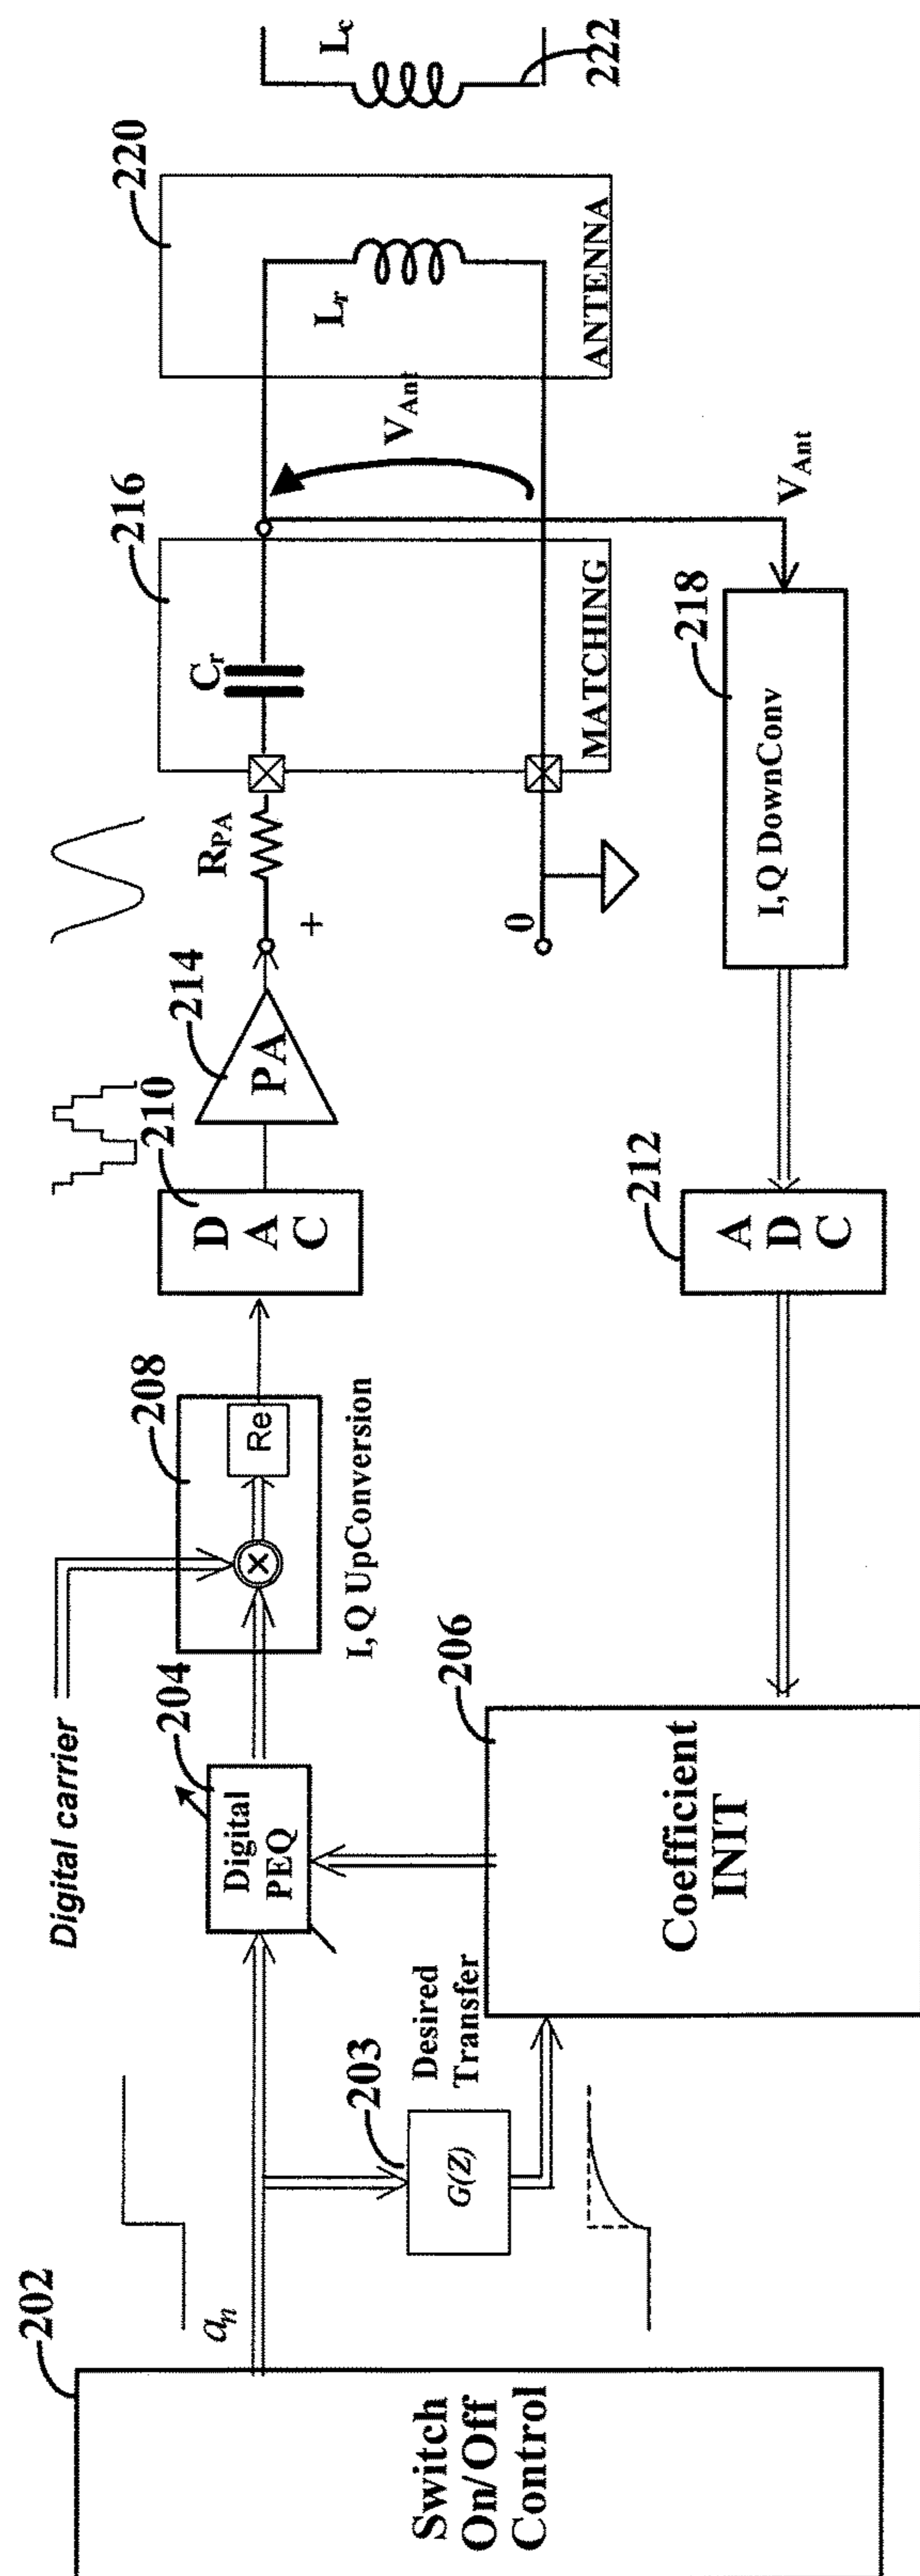 202
Switch
On/Off
Control
a_n
203
G(Z)
Desired
Transfer
Digital carrier
204
Digital
PEQ
206
Coefficient
INIT
208
Re
I,Q UpConversion
210
D
A
C
212
A
D
C
214
PA
R_PA
+
0
216
C_r
MATCHING
218
I,Q DownConv
V_Ant
V_Ant
220
L_r
ANTENNA
L_c
222